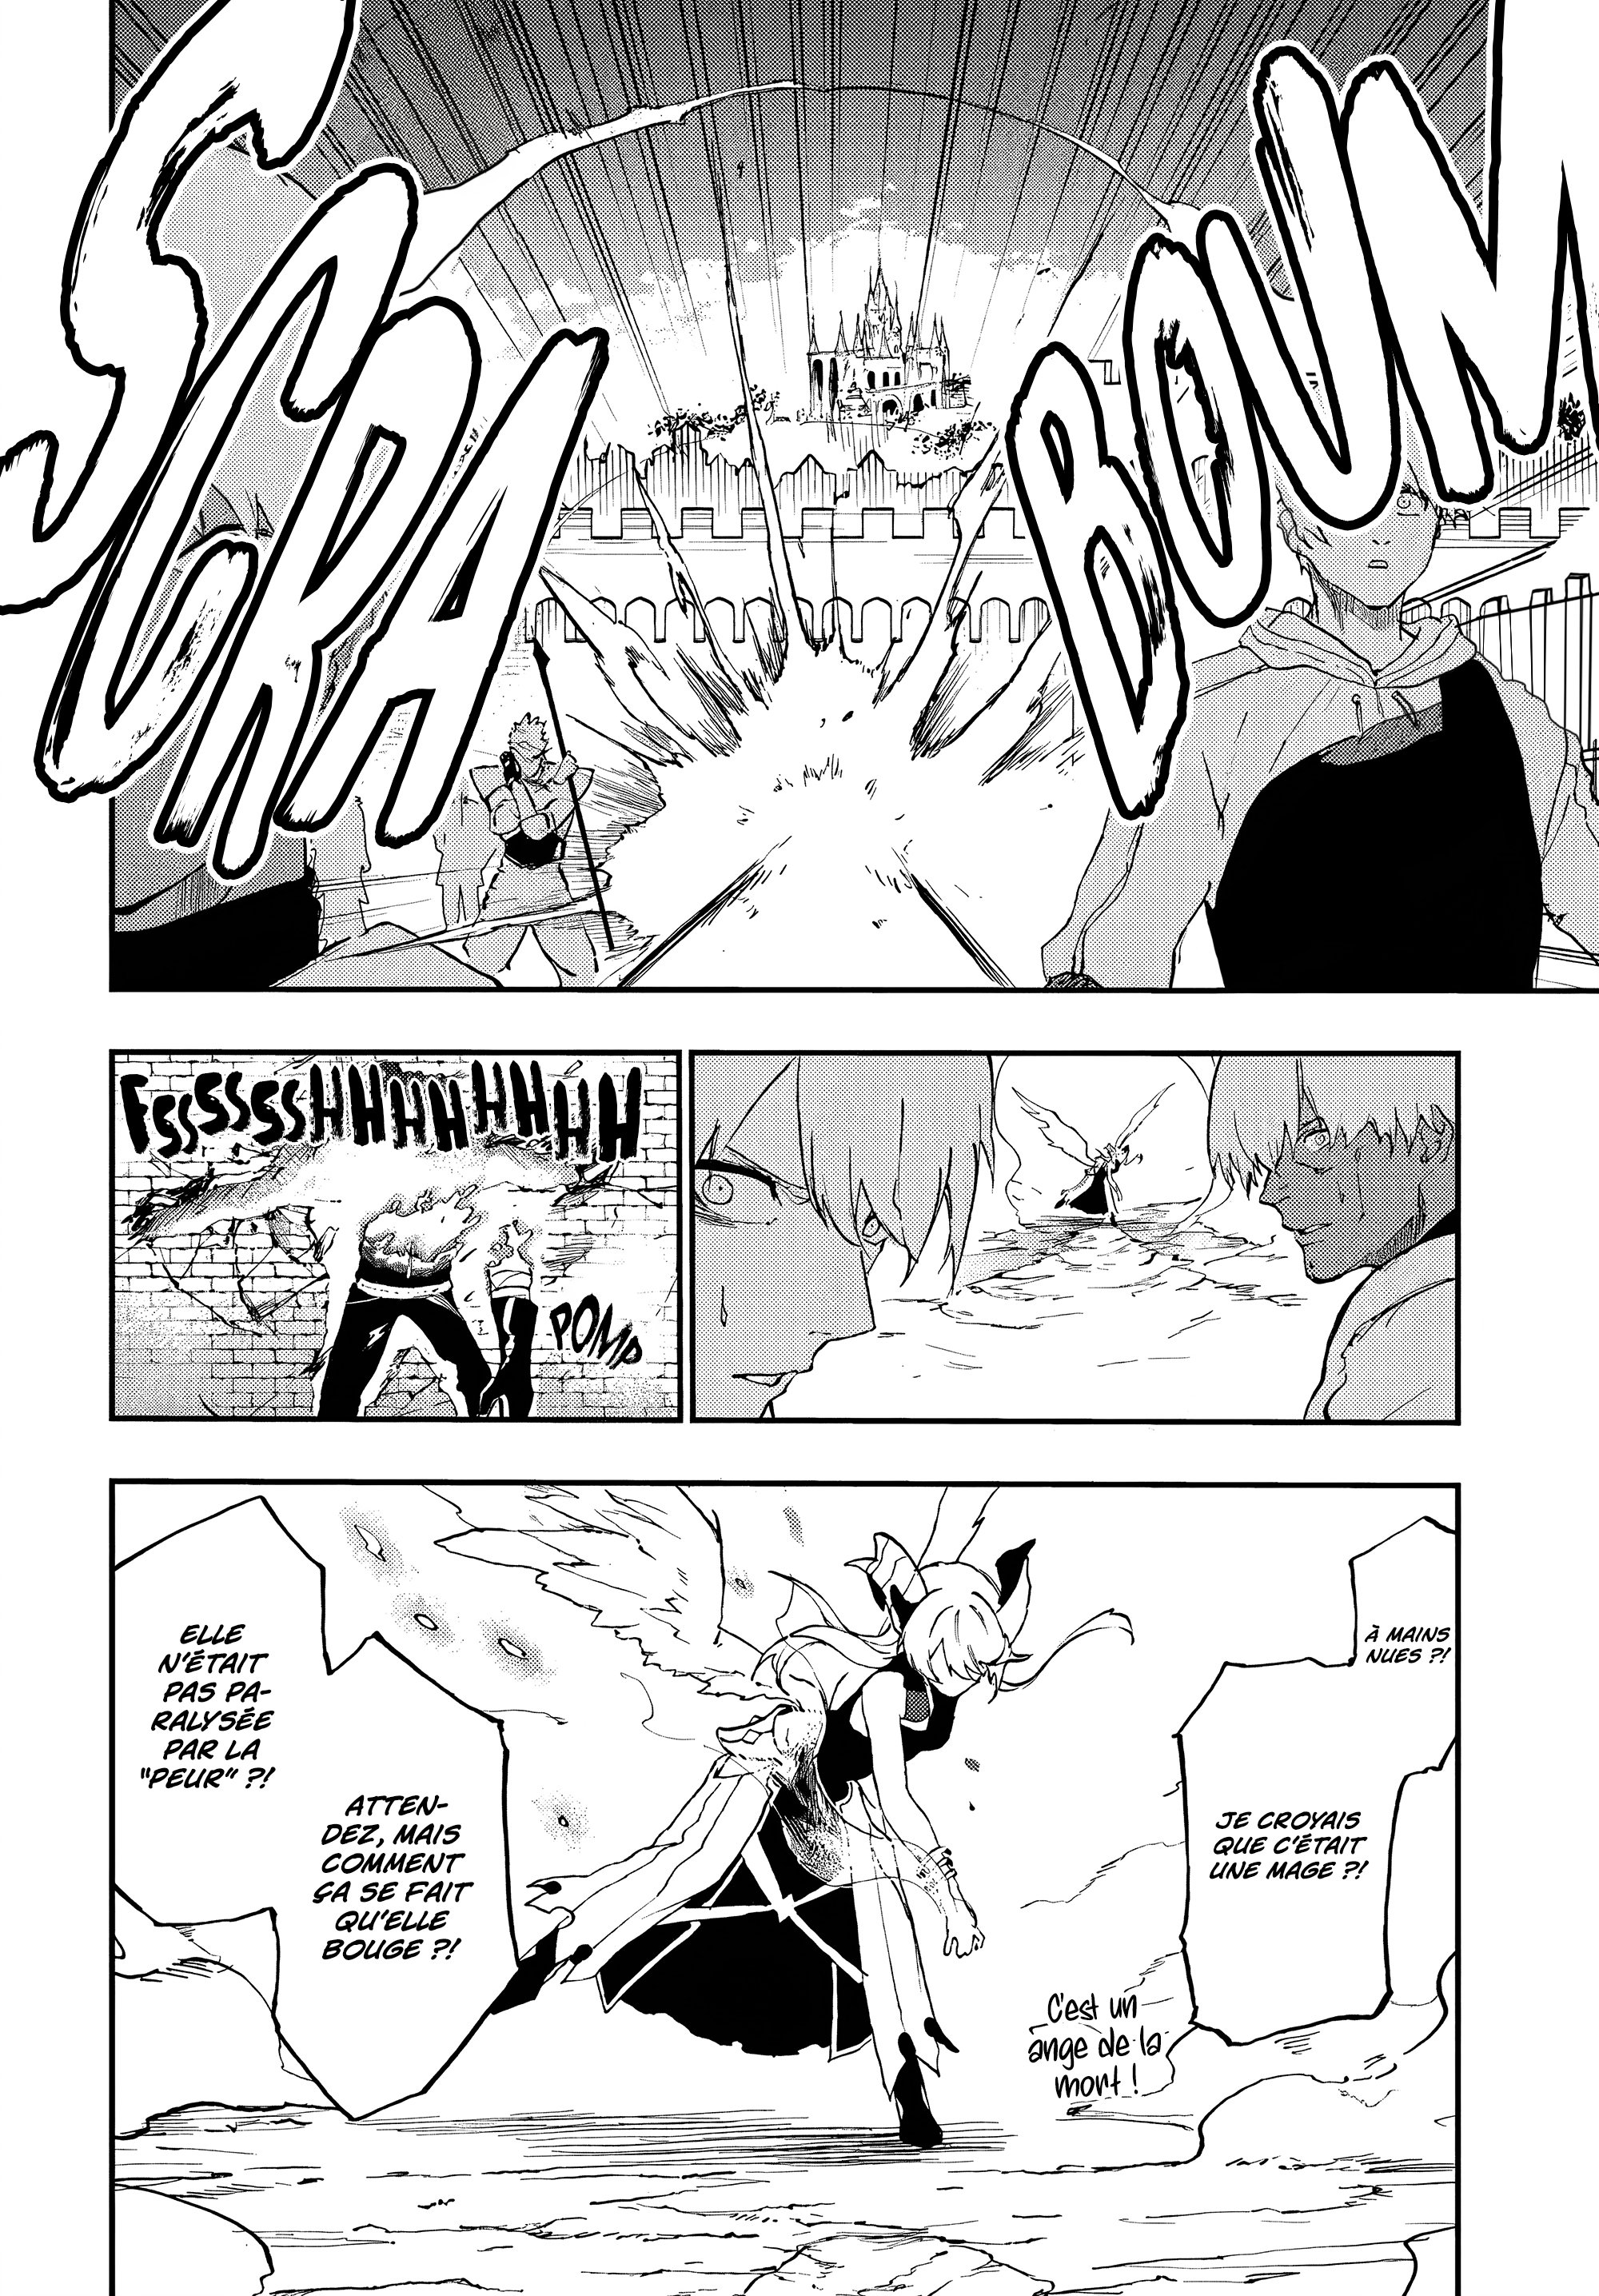 SCRA
BOUM
FSSSSSSHHHHHHHHH
POMP
À MAINS
NUES ?!
JE CROYAIS
QUE C'ÉTAIT
UNE MAGE ?!
C'est un
ange de la
mort !
ATTEN-
DEZ, MAIS
COMMENT
ÇA SE FAIT
QU'ELLE
BOUGE ?!
ELLE
N'ÉTAIT
PAS PA-
RALYSÉE
PAR LA
"PEUR" ?!